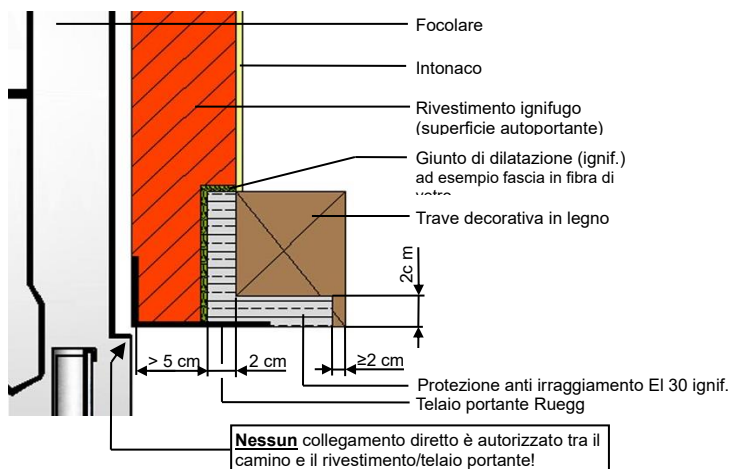 Focolare
Intonaco
Rivestimento ignifugo
(superficie autoportante)
Giunto di dilatazione (ignif.)
ad esempio fascia in fibra di
vetro
Trave decorativa in legno
2c m
> 5 cm
2 cm
≥2 cm
Protezione anti irraggiamento EI 30 ignif.
Telaio portante Ruegg
Nessun collegamento diretto è autorizzato tra il
camino e il rivestimento/telaio portante!